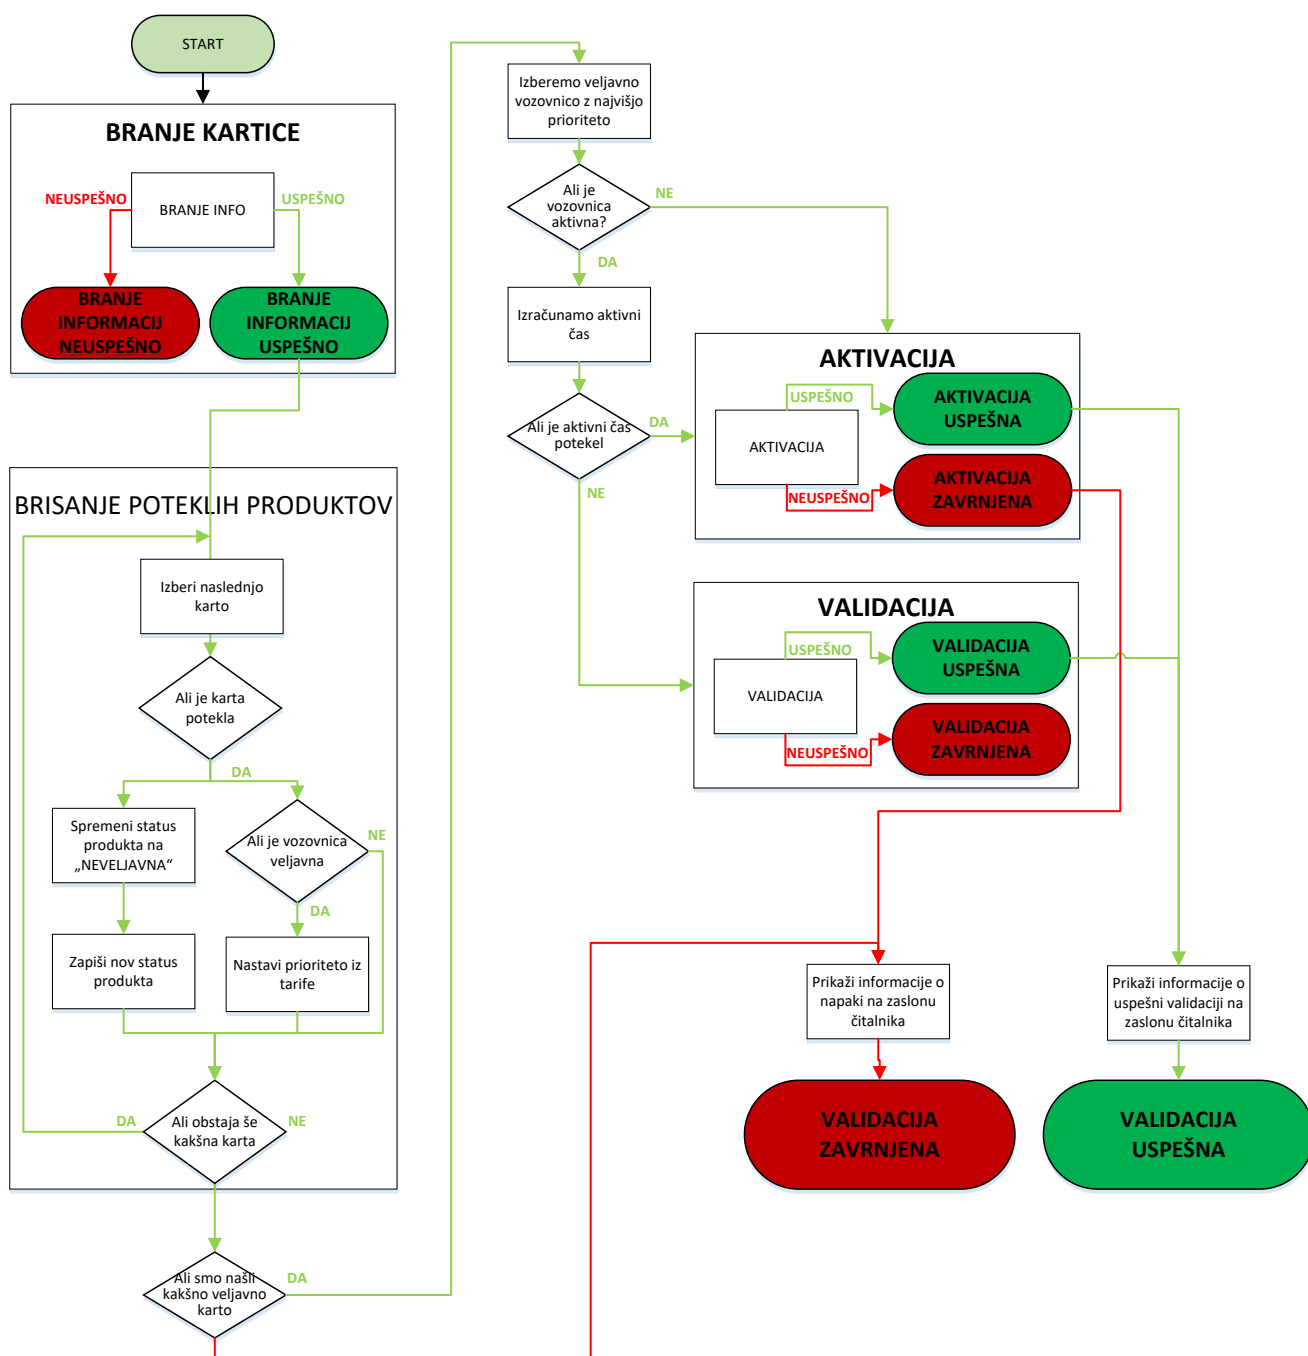 START
BRANJE KARTICE
NEUSPEŠNO
USPEŠNO
BRANJE INFO
BRANJE
INFORMACIJ
NEUSPEŠNO
BRANJE
INFORMACIJ
USPEŠNO
BRISANJE POTEKLIH PRODUKTOV
Izberi naslednjo
karto
Ali je karta
potekla
DA
Spremeni status
produkta na
„NEVELJAVNA“
Ali je vozovnica
veljavna
NE
DA
Zapiši nov status
produkta
Nastavi prioriteto iz
tarife
DA
Ali obstaja še
kakšna karta
NE
Ali smo našli
kakšno veljavno
karto
DA
Izberemo veljavno
vozovnico z najvišjo
prioriteto
Ali je
vozovnica
aktivna?
NE
DA
Izračunamo aktivni
čas
Ali je aktivni čas
potekel
DA
NE
AKTIVACIJA
USPEŠNO
AKTIVACIJA
USPEŠNA
AKTIVACIJA
NEUSPEŠNO
AKTIVACIJA
ZAVRNJENA
VALIDACIJA
USPEŠNO
VALIDACIJA
USPEŠNA
VALIDACIJA
NEUSPEŠNO
VALIDACIJA
ZAVRNJENA
Prikaži informacije o
napaki na zaslonu
čitalnika
Prikaži informacije o
uspešni validaciji na
zaslonu čitalnika
VALIDACIJA
ZAVRNJENA
VALIDACIJA
USPEŠNA